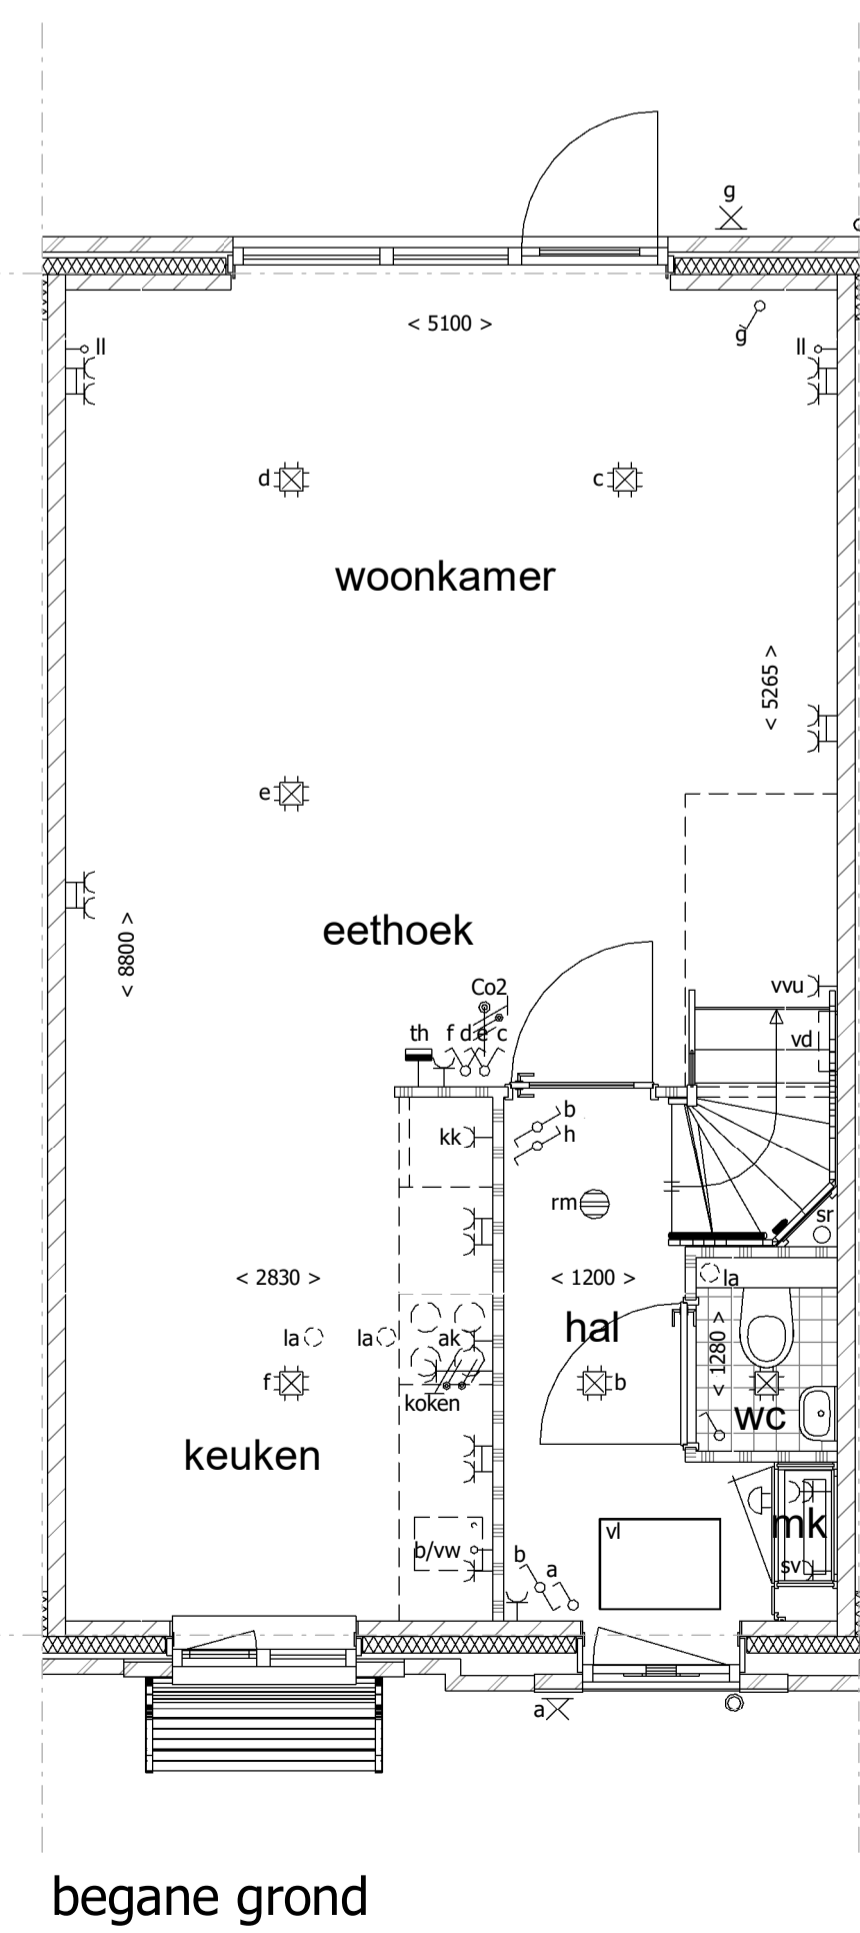 g
< 5100 >
g
ll
ll
d
c
woonkamer
< 5265 >
e
eethoek
< 8800 >
vvu
Co2
th
f
d
e
c
vd
b
kk
h
rm
sr
< 2830 >
< 1200 >
la
hal
la
la
ak
< 1280 >
f
b
koken
wc
keuken
mk
vl
b/vw
b
a
sv
a
begane grond